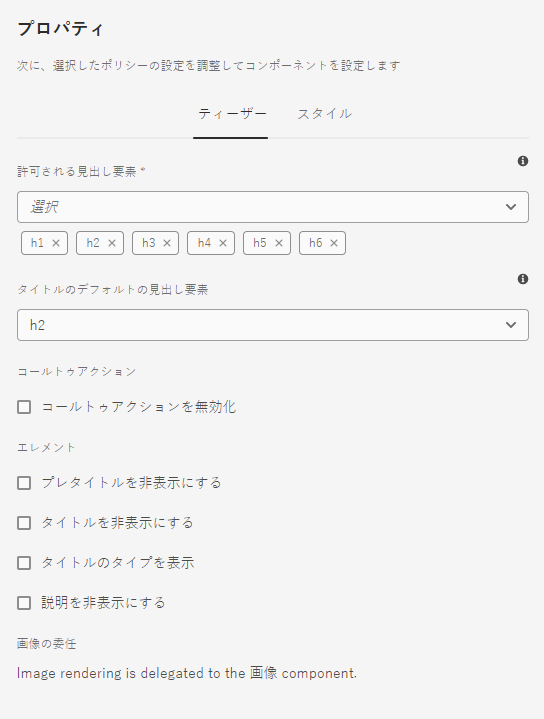 プロパティ
次に、選択したポリシーの設定を調整してコンポーネントを設定します
ティーザー スタイル
許可される見出し要素 *
選択
h1 × h2 × h3 × h4 × h5 × h6 ×
タイトルのデフォルトの見出し要素
h2
コールトゥアクション
コールトゥアクションを無効化
エレメント
プレタイトルを非表示にする
タイトルを非表示にする
タイトルのタイプを表示
説明を非表示にする
画像の委任
Image rendering is delegated to the 画像 component.